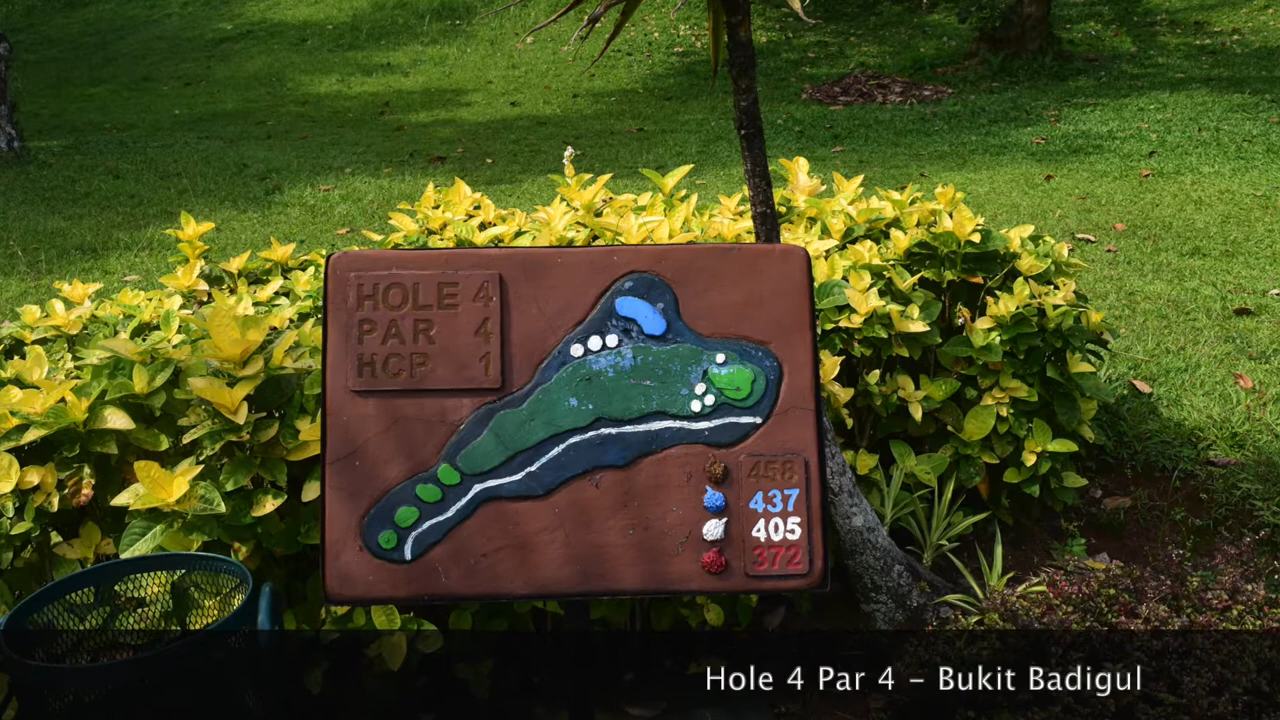 HOLE 4
PAR 4
HCP 1
458
437
405
372
Hole 4 Par 4 – Bukit Badigul